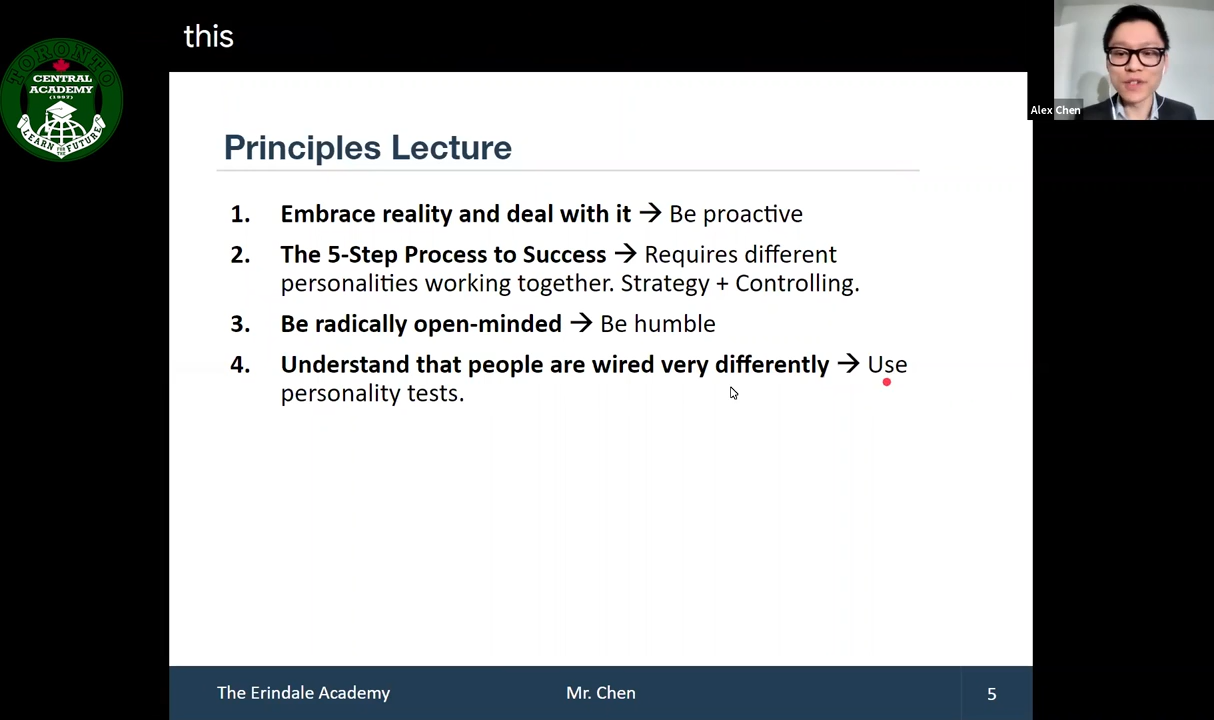 this
TORONTO
CENTRAL
ACADEMY
(1997)
LEARN FOR THE FUTURE
Alex Chen
Principles Lecture
1. Embrace reality and deal with it → Be proactive
2. The 5-Step Process to Success → Requires different
personalities working together. Strategy + Controlling.
3. Be radically open-minded → Be humble
4. Understand that people are wired very differently → Use
personality tests.
The Erindale Academy
Mr. Chen
5